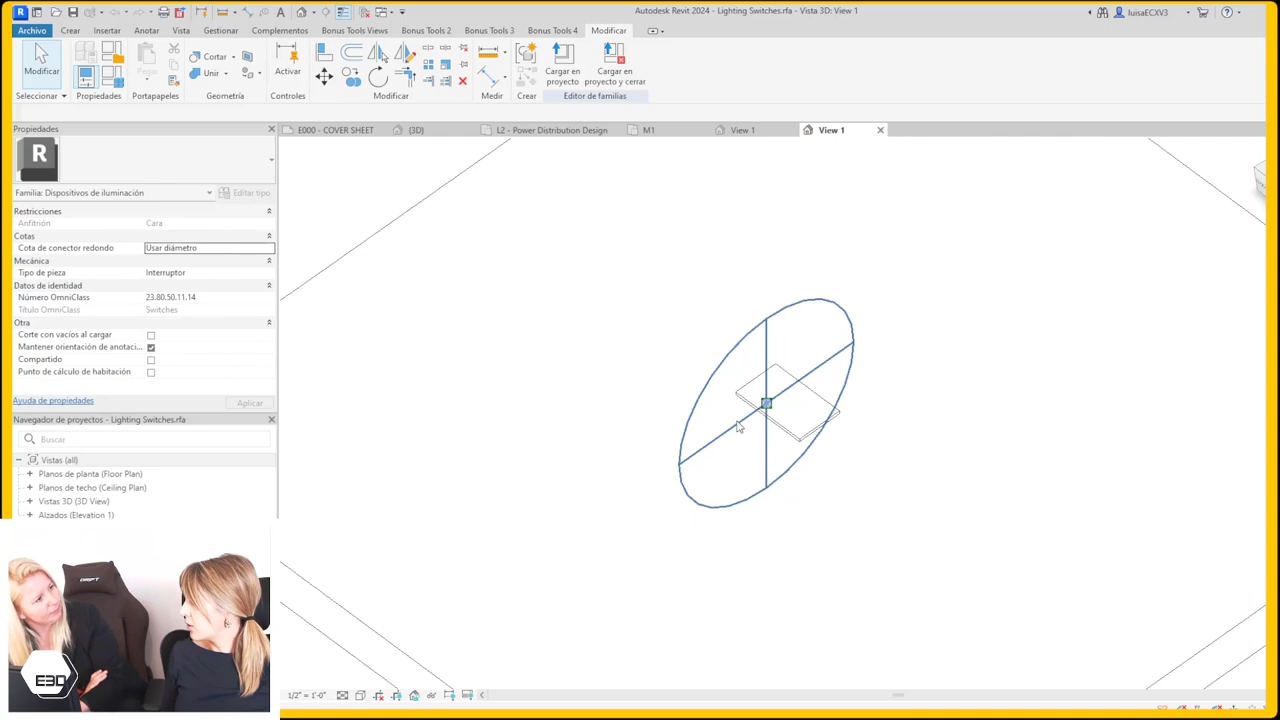 Autodesk Revit 2024 - Lighting Switches.rfa - Vista 3D: View 1
luisaECXV3
Archivo Crear Insertar Anotar Vista Gestionar Complementos Bonus Tools Views Bonus Tools 2 Bonus Tools 3 Bonus Tools 4 Modificar
Modificar
Pegar
Cortar
Unir
Activar
Cargar en proyecto
Cargar en proyecto y cerrar
Seleccionar Propiedades Portapapeles Geometría Controles Modificar Medir Crear Editor de familias
Propiedades
E000 - COVER SHEET {3D} L2 - Power Distribution Design M1 View 1 View 1
R
Familia: Dispositivos de iluminación Editar tipo
Restricciones
Anfitrión Cara
Cotas
Cota de conector redondo Usar diámetro
Mecánica
Tipo de pieza Interruptor
Datos de identidad
Número OmniClass 23.80.50.11.14
Título OmniClass Switches
Otra
Corte con vacíos al cargar
Mantener orientación de anotaci...
Compartido
Punto de cálculo de habitación
Ayuda de propiedades Aplicar
Navegador de proyectos - Lighting Switches.rfa
Buscar
Vistas (all)
Planos de planta (Floor Plan)
Planos de techo (Ceiling Plan)
Vistas 3D (3D View)
Alzados (Elevation 1)
DRIFT
E3D
1/2" = 1'-0"